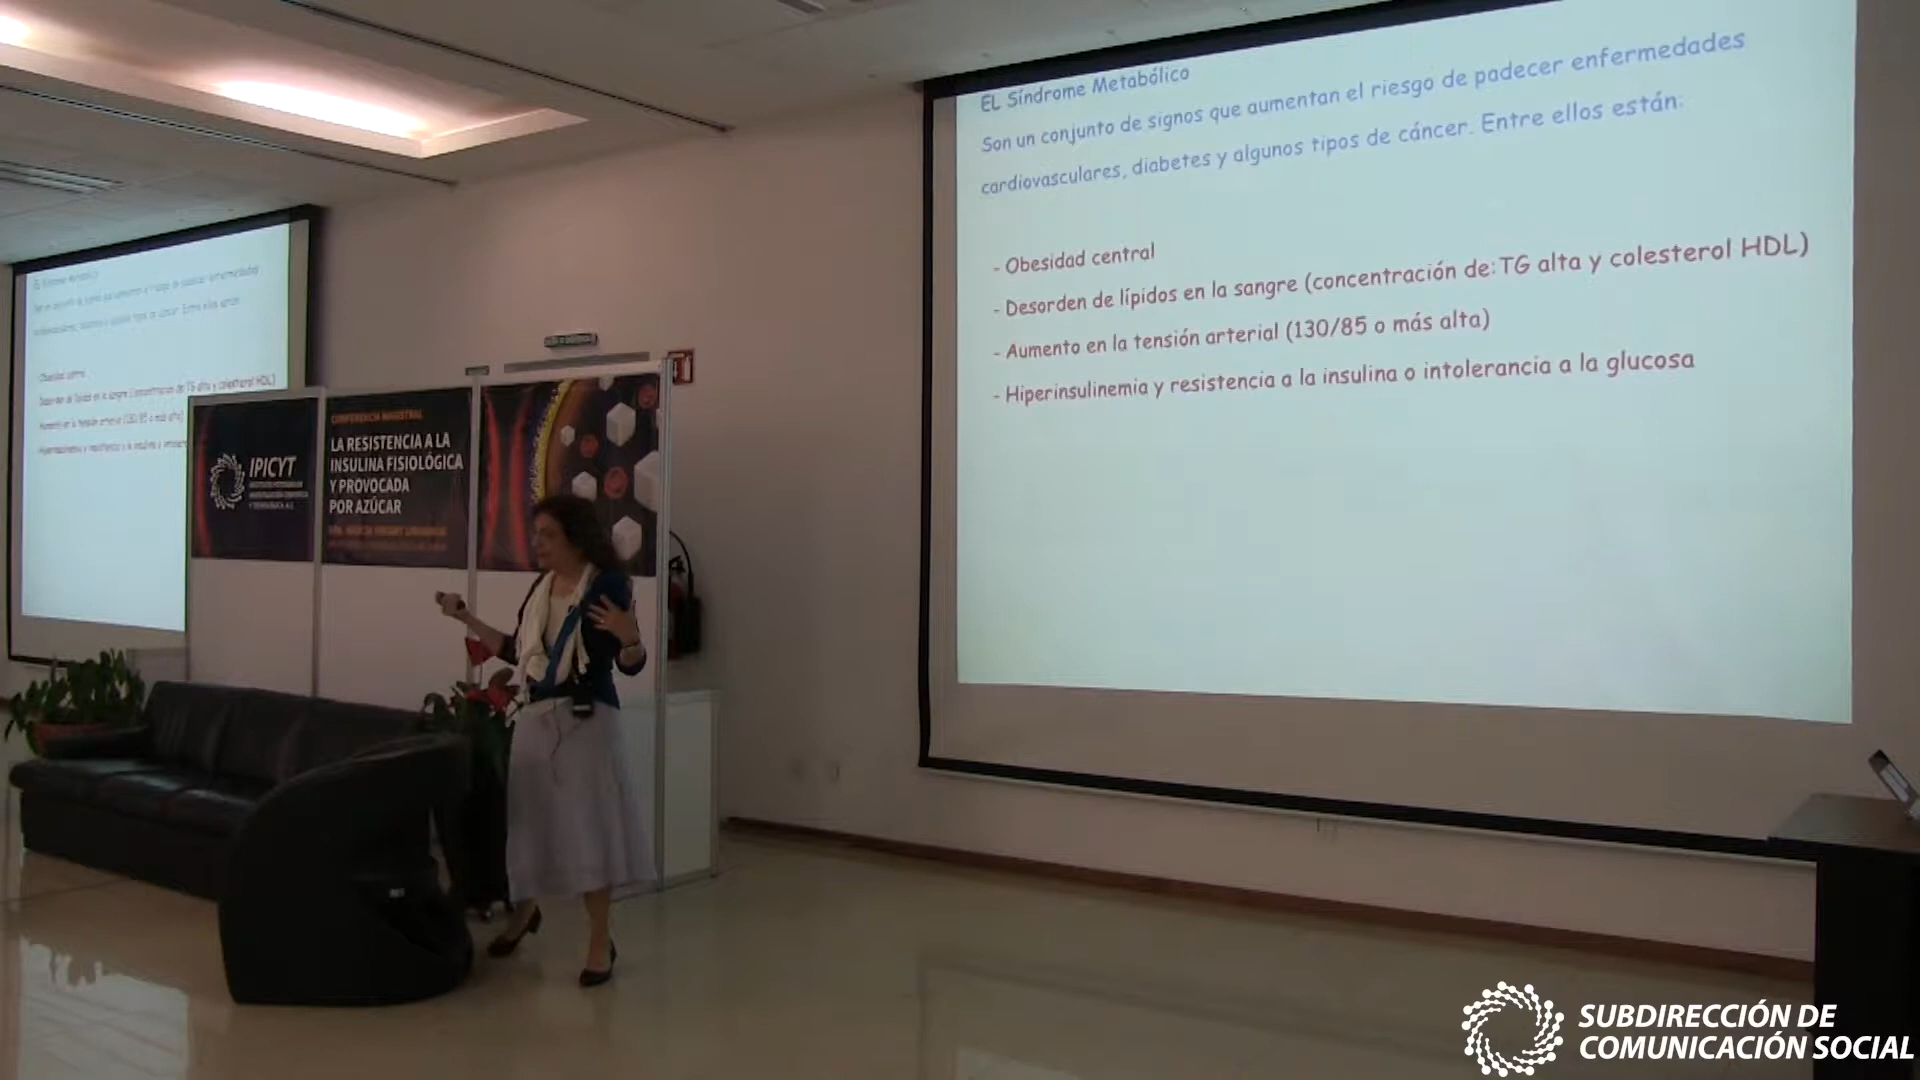 EL Síndrome Metabólico
Son un conjunto de signos que aumentan el riesgo de padecer enfermedades
cardiovasculares, diabetes y algunos tipos de cáncer. Entre ellos están:
- Obesidad central
- Desorden de lípidos en la sangre (concentración de: TG alta y colesterol HDL)
- Aumento en la tensión arterial (130/85 o más alta)
- Hiperinsulinemia y resistencia a la insulina o intolerancia a la glucosa
IPICYT
CONFERENCIA MAGISTRAL
LA RESISTENCIA A LA
INSULINA FISIOLÓGICA
Y PROVOCADA
POR AZÚCAR
SUBDIRECCIÓN DE
COMUNICACIÓN SOCIAL